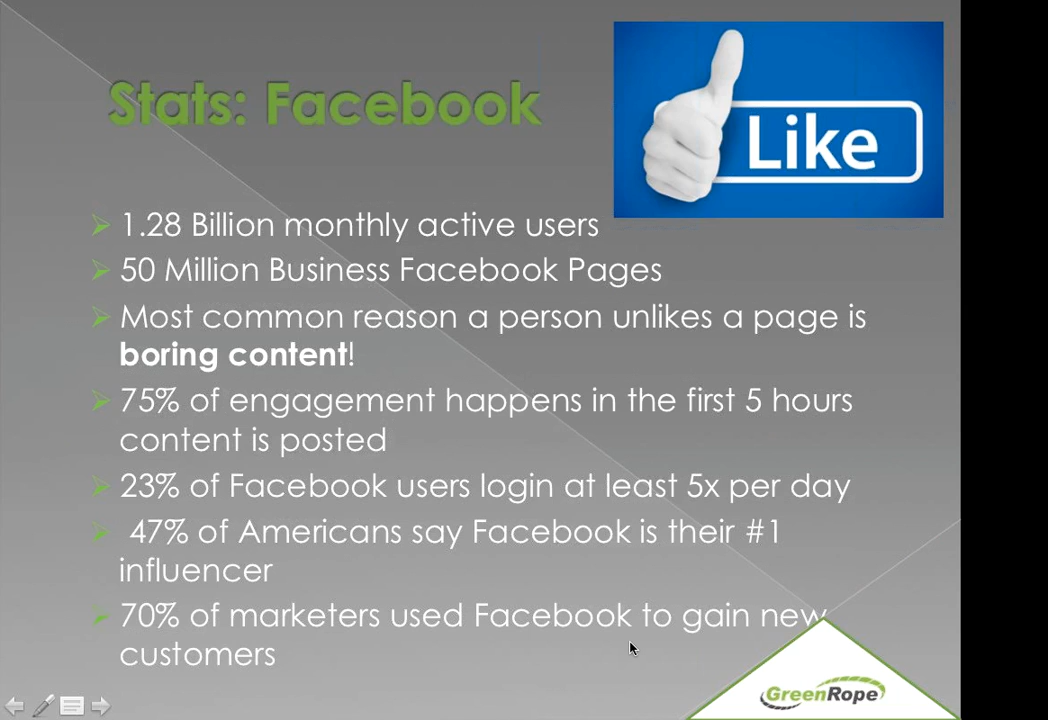 Stats: Facebook
Like
1.28 Billion monthly active users
50 Million Business Facebook Pages
Most common reason a person unlikes a page is
boring content!
75% of engagement happens in the first 5 hours
content is posted
23% of Facebook users login at least 5x per day
47% of Americans say Facebook is their #1
influencer
70% of marketers used Facebook to gain new
customers
GreenRope